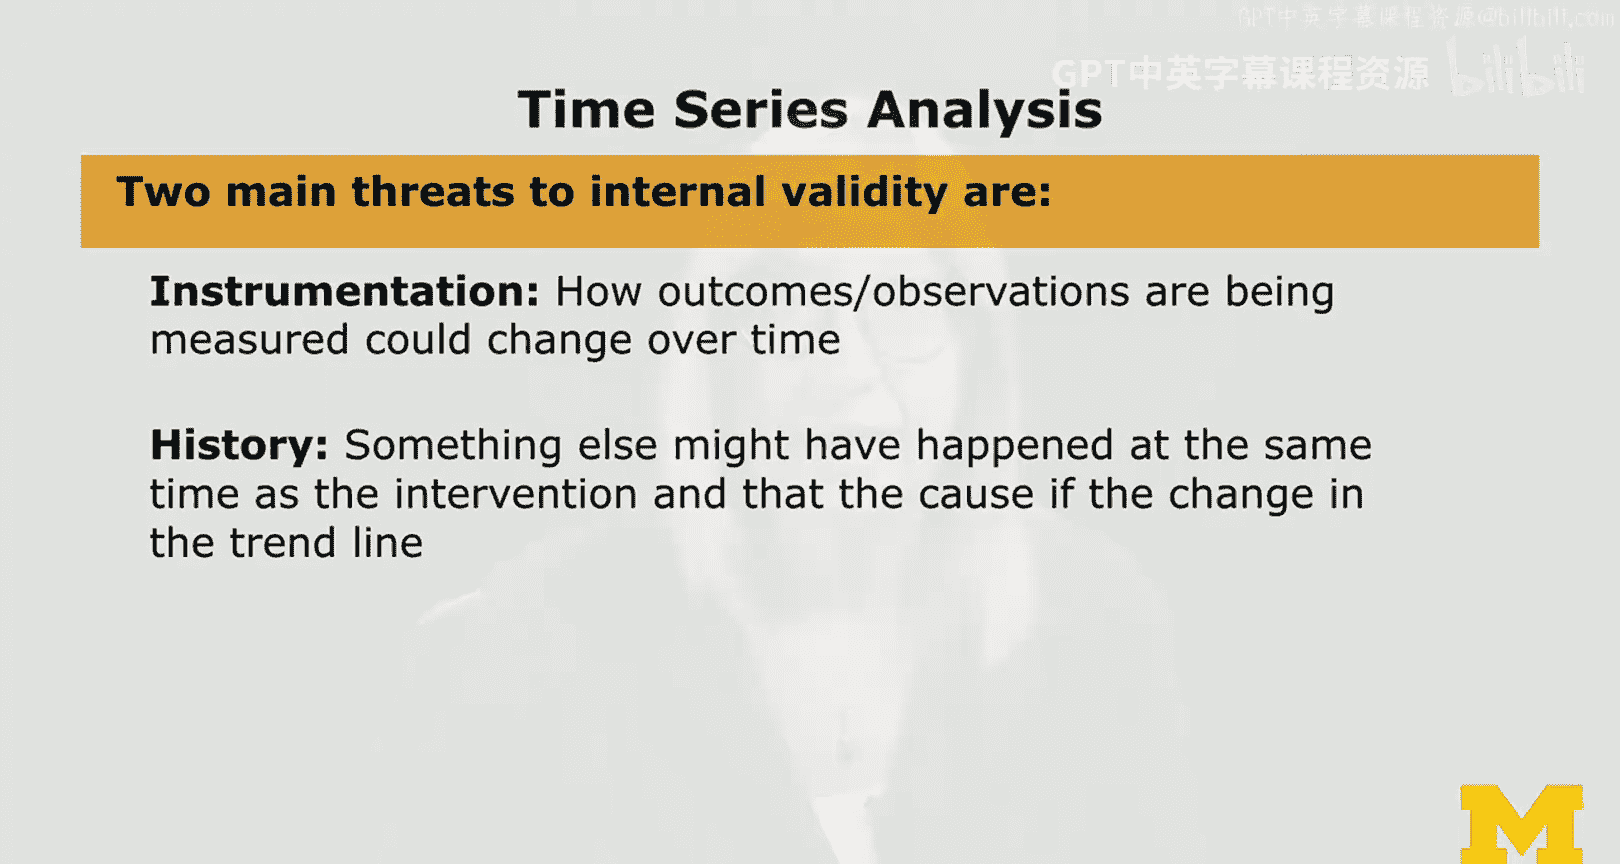 GPT中英字幕课程资源@bilibili.com
GPT中英字幕课程资源 bilibili
Time Series Analysis
Two main threats to internal validity are:
Instrumentation: How outcomes/observations are being
measured could change over time
History: Something else might have happened at the same
time as the intervention and that the cause if the change in
the trend line
M